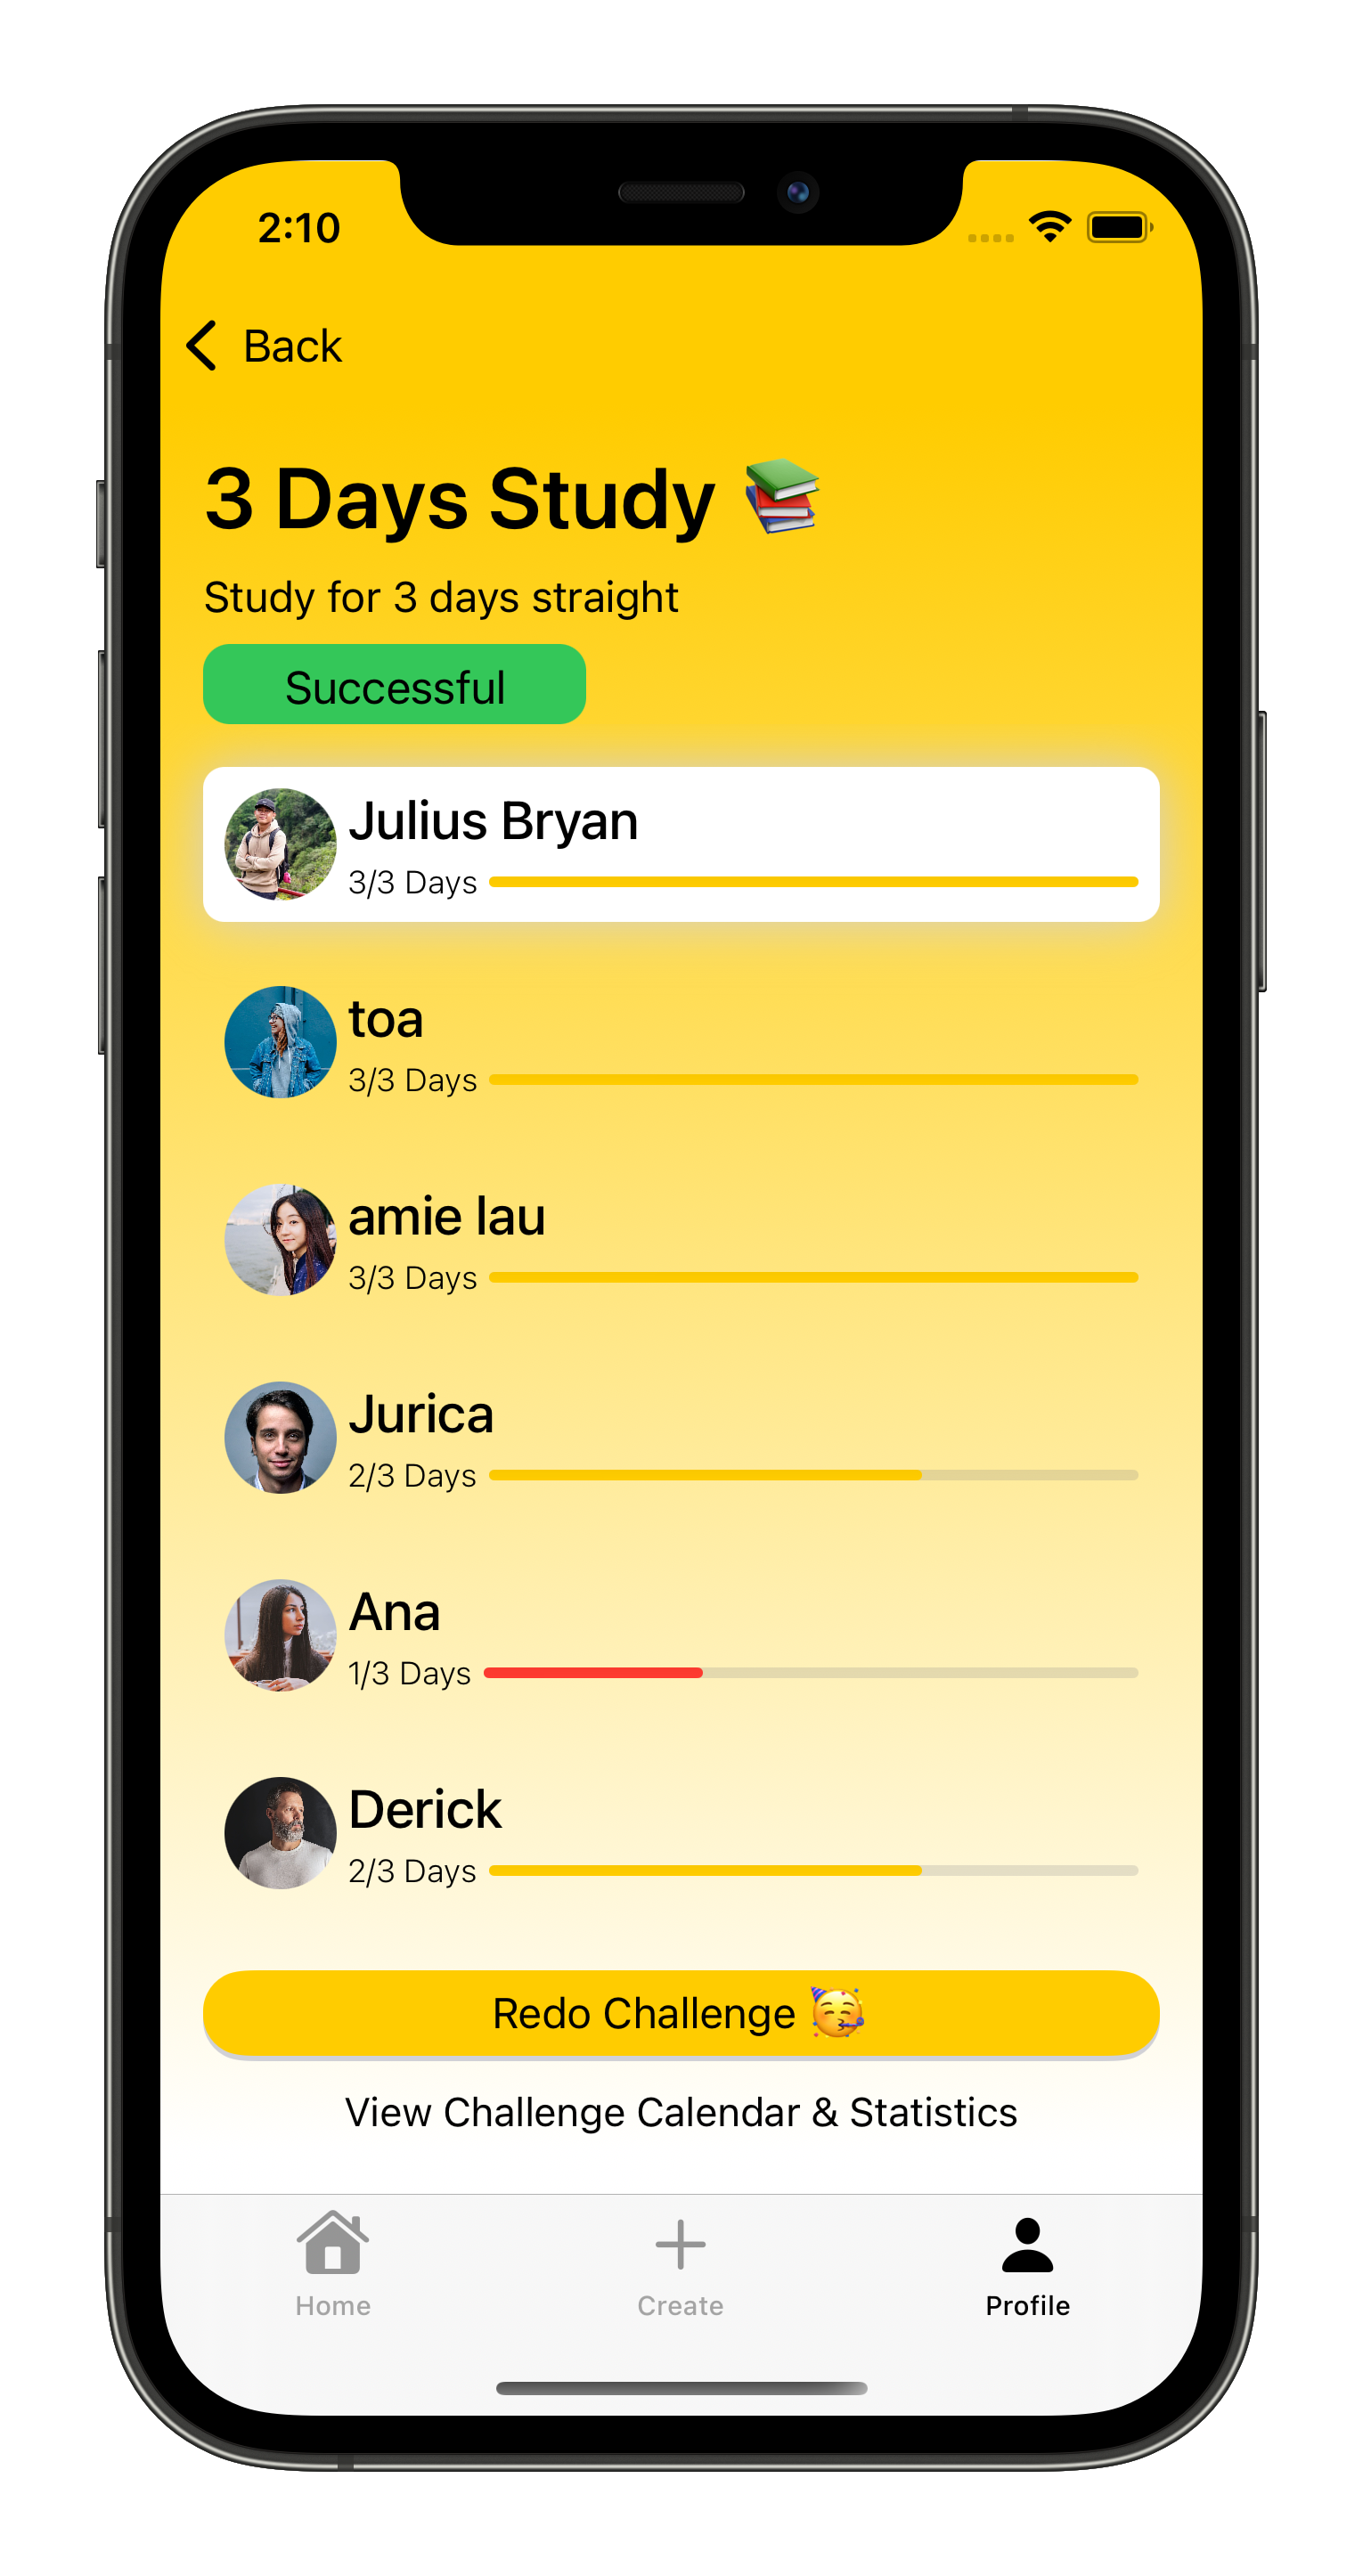 2:10
Back
3 Days Study 📚
Study for 3 days straight
Successful
Julius Bryan
3/3 Days
toa
3/3 Days
amie lau
3/3 Days
Jurica
2/3 Days
Ana
1/3 Days
Derick
2/3 Days
Redo Challenge 🥳
View Challenge Calendar & Statistics
Home
Create
Profile